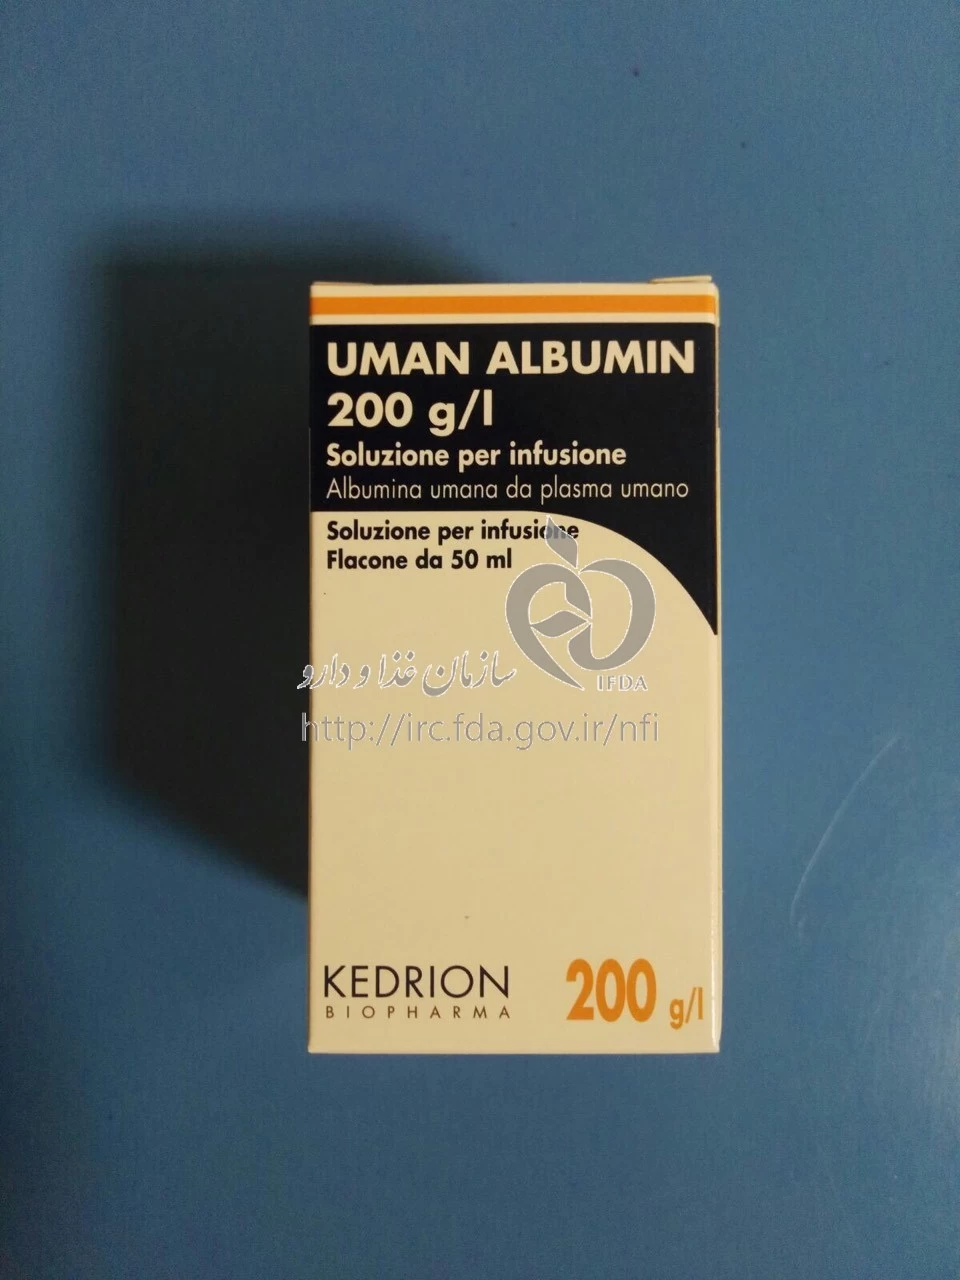 UMAN ALBUMIN
200 g/l
Soluzione per infusione
Albumina umana da plasma umano
Soluzione per infusione
Flacone da 50 ml
IFDA
سازمان غذا و دارو
http://irc.fda.gov.ir/nfi
KEDRION
BIOPHARMA
200 g/l